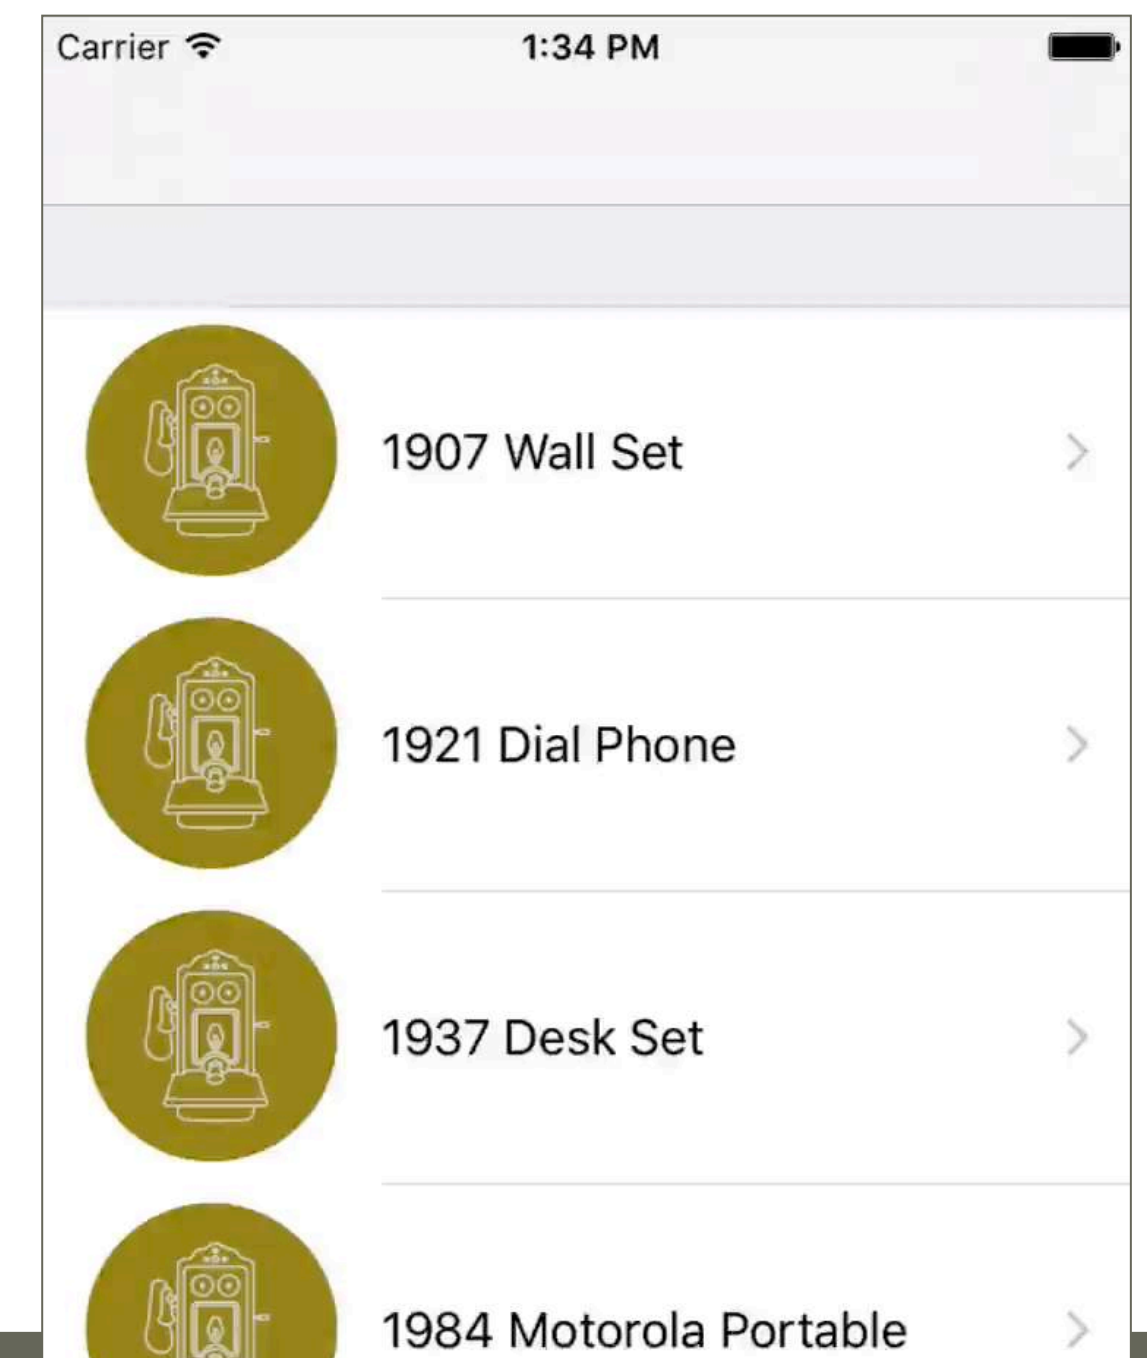 Carrier
1:34 PM
1907 Wall Set
1921 Dial Phone
1937 Desk Set
1984 Motorola Portable